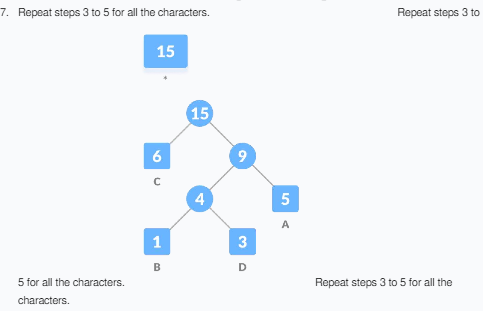 7. Repeat steps 3 to 5 for all the characters. Repeat steps 3 to
15
*
15
6 9
C
4 5
A
1 3
B D
5 for all the characters. Repeat steps 3 to 5 for all the
characters.